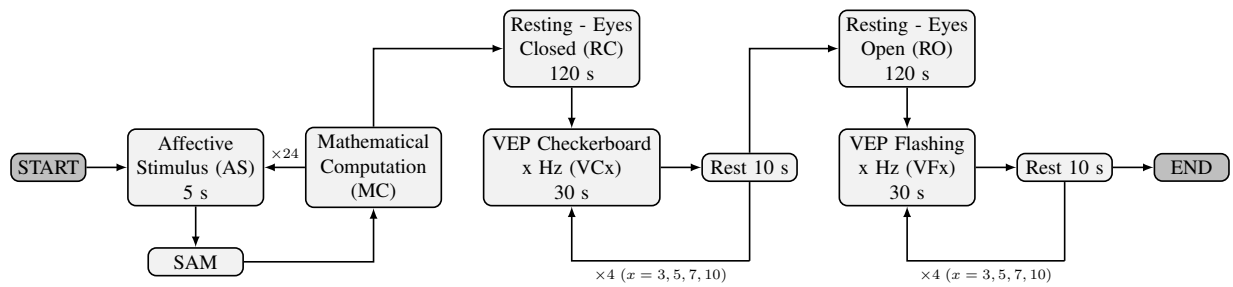 START
Affective
Stimulus (AS)
5 s
SAM
×24
Mathematical
Computation
(MC)
Resting - Eyes
Closed (RC)
120 s
VEP Checkerboard
x Hz (VCx)
30 s
Rest 10 s
×4 (x = 3, 5, 7, 10)
Resting - Eyes
Open (RO)
120 s
VEP Flashing
x Hz (VFx)
30 s
Rest 10 s
×4 (x = 3, 5, 7, 10)
END